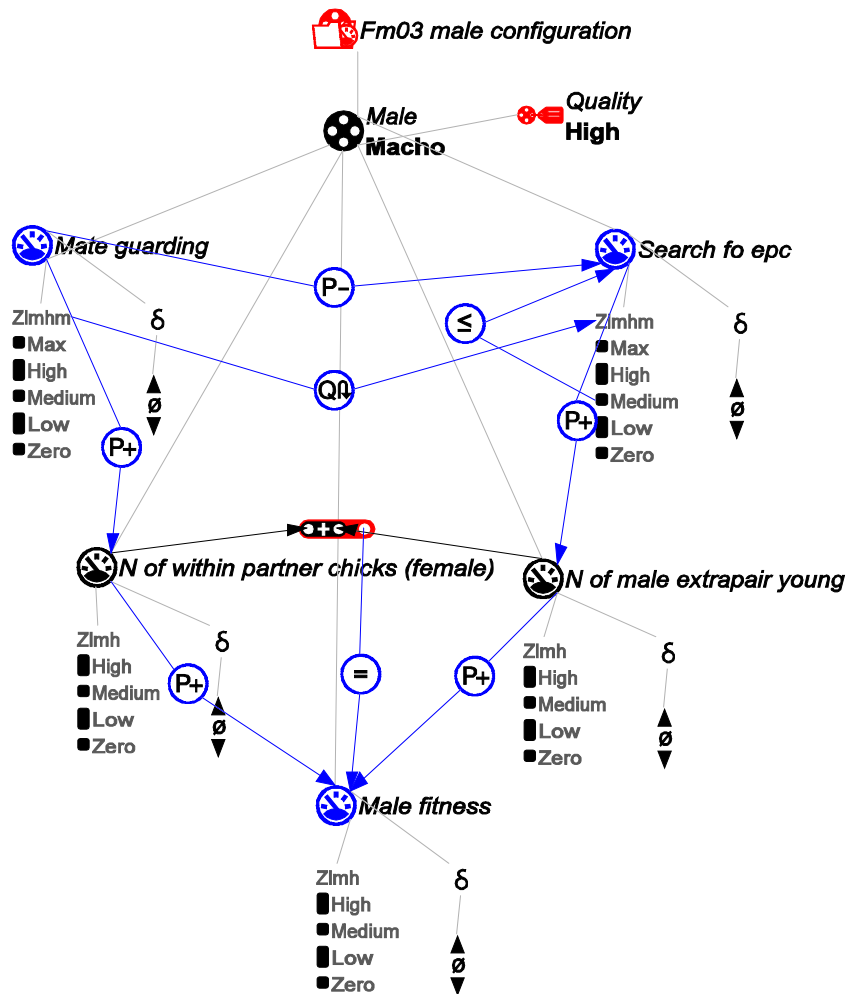 Fm03 male configuration
Male
Macho
Quality
High
Mate guarding
Search fo epc
P−
≤
Zlmhm
δ
Max
High
Medium
Low
Zero
ø
Q
P+
Zlmhm
δ
Max
High
Medium
Low
Zero
ø
P+
+
N of within partner chicks (female)
N of male extrapair young
Zlmh
δ
High
Medium
Low
Zero
ø
P+
=
P+
Zlmh
δ
High
Medium
Low
Zero
ø
Male fitness
Zlmh
δ
High
Medium
Low
Zero
ø